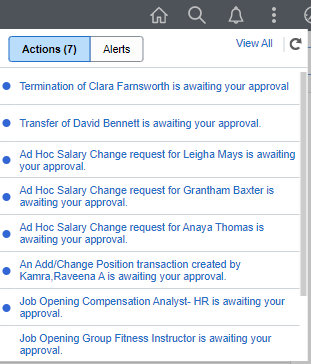 Actions (7)
Alerts
View All
Termination of Clara Farnsworth is awaiting your approval
Transfer of David Bennett is awaiting your approval.
Ad Hoc Salary Change request for Leigha Mays is awaiting
your approval.
Ad Hoc Salary Change request for Grantham Baxter is
awaiting your approval.
Ad Hoc Salary Change request for Anaya Thomas is
awaiting your approval.
An Add/Change Position transaction created by
Kamra,Raveena A is awaiting your approval.
Job Opening Compensation Analyst- HR is awaiting your
approval.
Job Opening Group Fitness Instructor is awaiting your
approval.